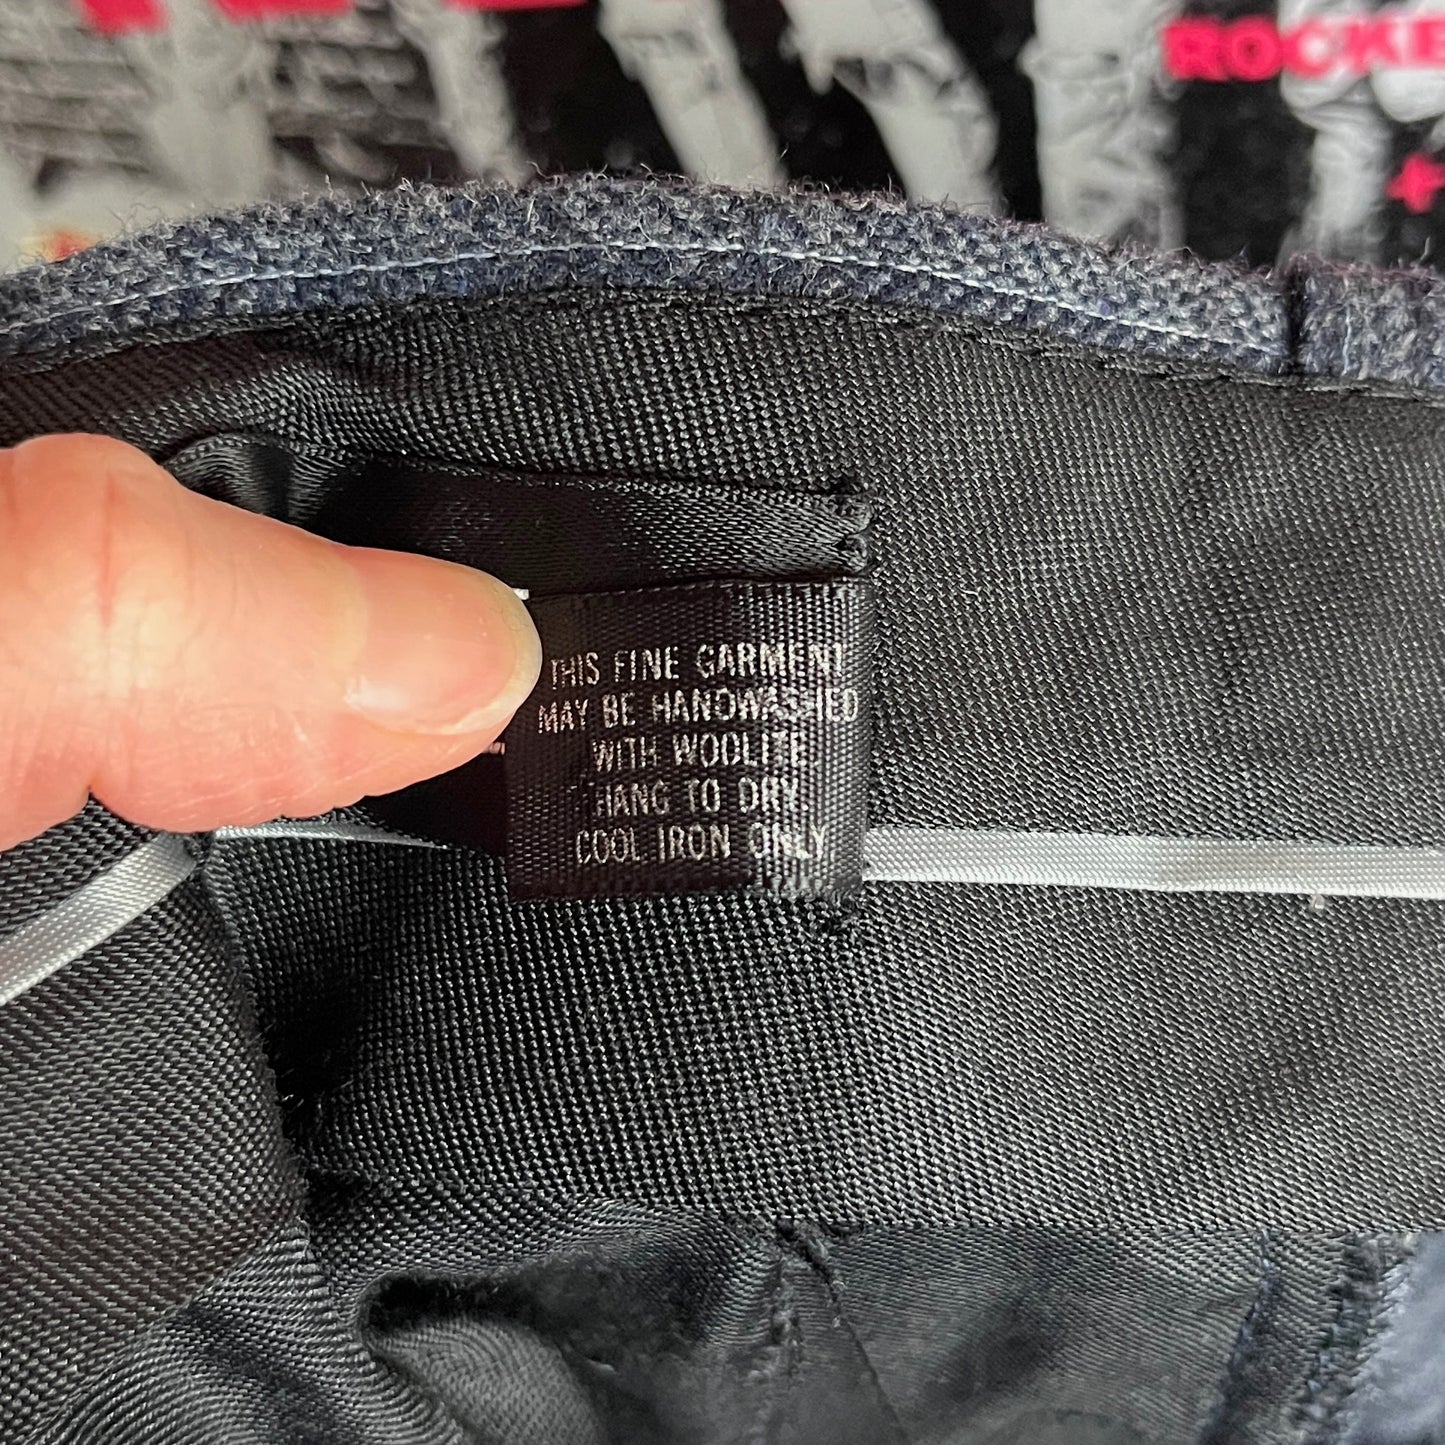 ROCKE
THIS FINE GARMENT
MAY BE HANDWASHED
WITH WOOLITE
HANG TO DRY.
COOL IRON ONLY